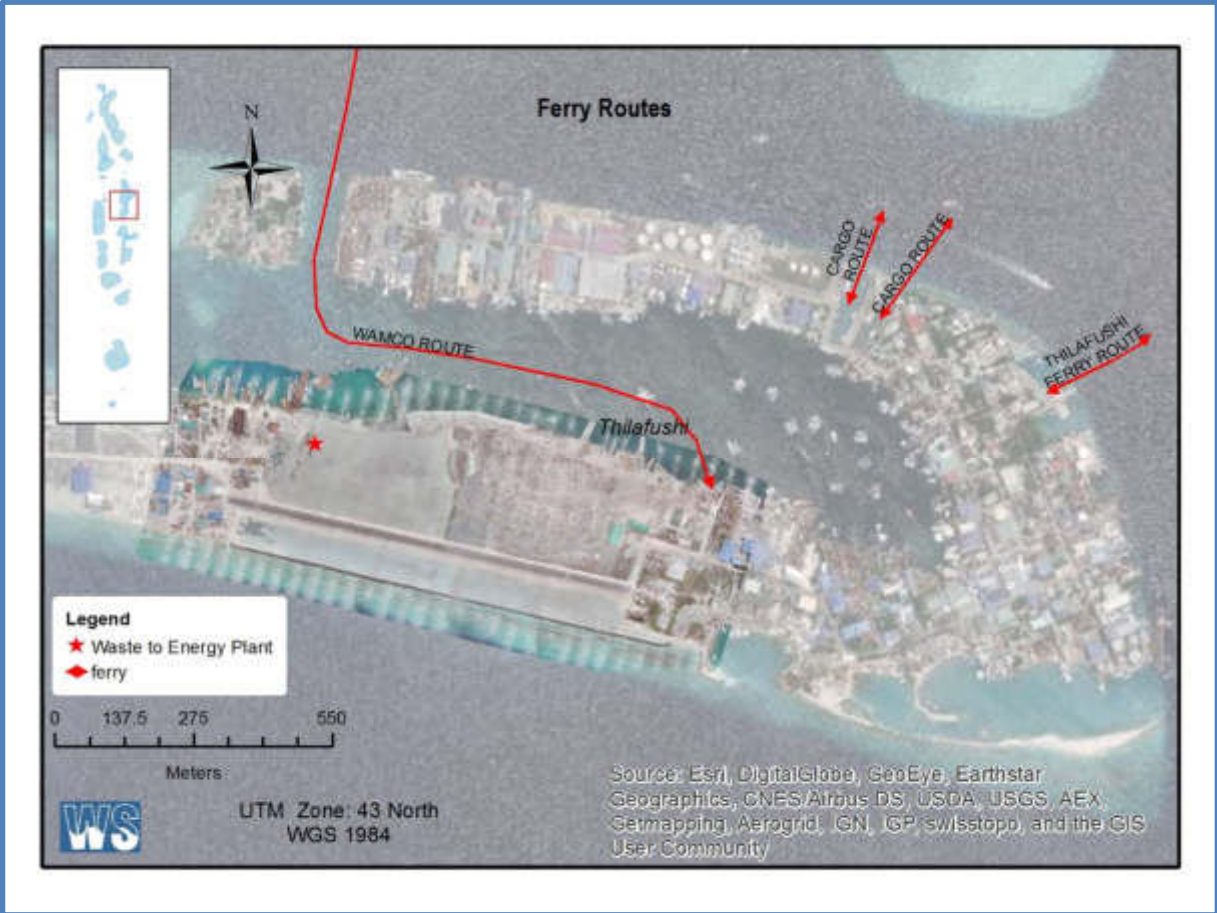 Ferry Routes
N
CARGO
ROUTE
CARGO ROUTE
THILAFUSHI
FERRY ROUTE
WAMCO ROUTE
Thilafushi
Legend
Waste to Energy Plant
ferry
0 137.5 275 550
Meters
WS
UTM Zone: 43 North
WGS 1984
Source: Esri, DigitalGlobe, GeoEye, Earthstar
Geographics, CNES/Airbus DS, USDA, USGS, AEX,
Getmapping, Aerogrid, IGN, IGP, swisstopo, and the GIS
User Community